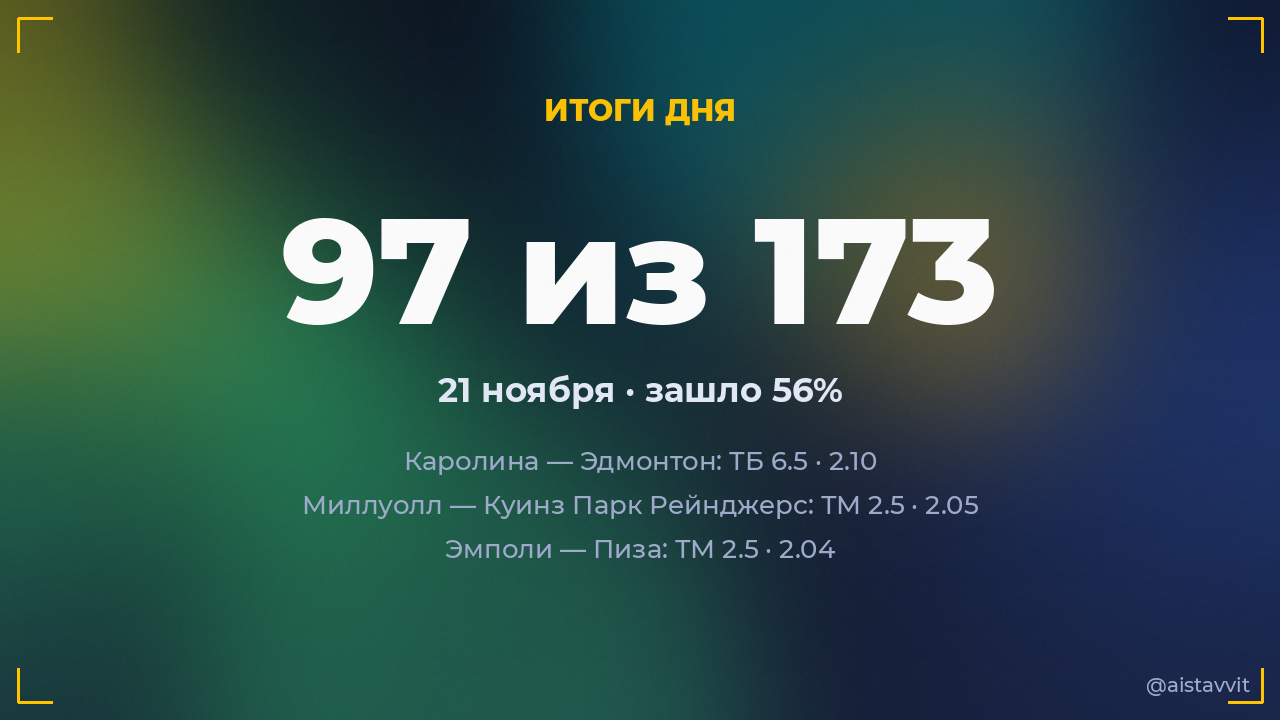 ИТОГИ ДНЯ
97 из 173
21 ноября · зашло 56%
Каролина — Эдмонтон: ТБ 6.5 · 2.10
Миллуолл — Куинз Парк Рейнджерс: ТМ 2.5 · 2.05
Эмполи — Пиза: ТМ 2.5 · 2.04
@aistavvit